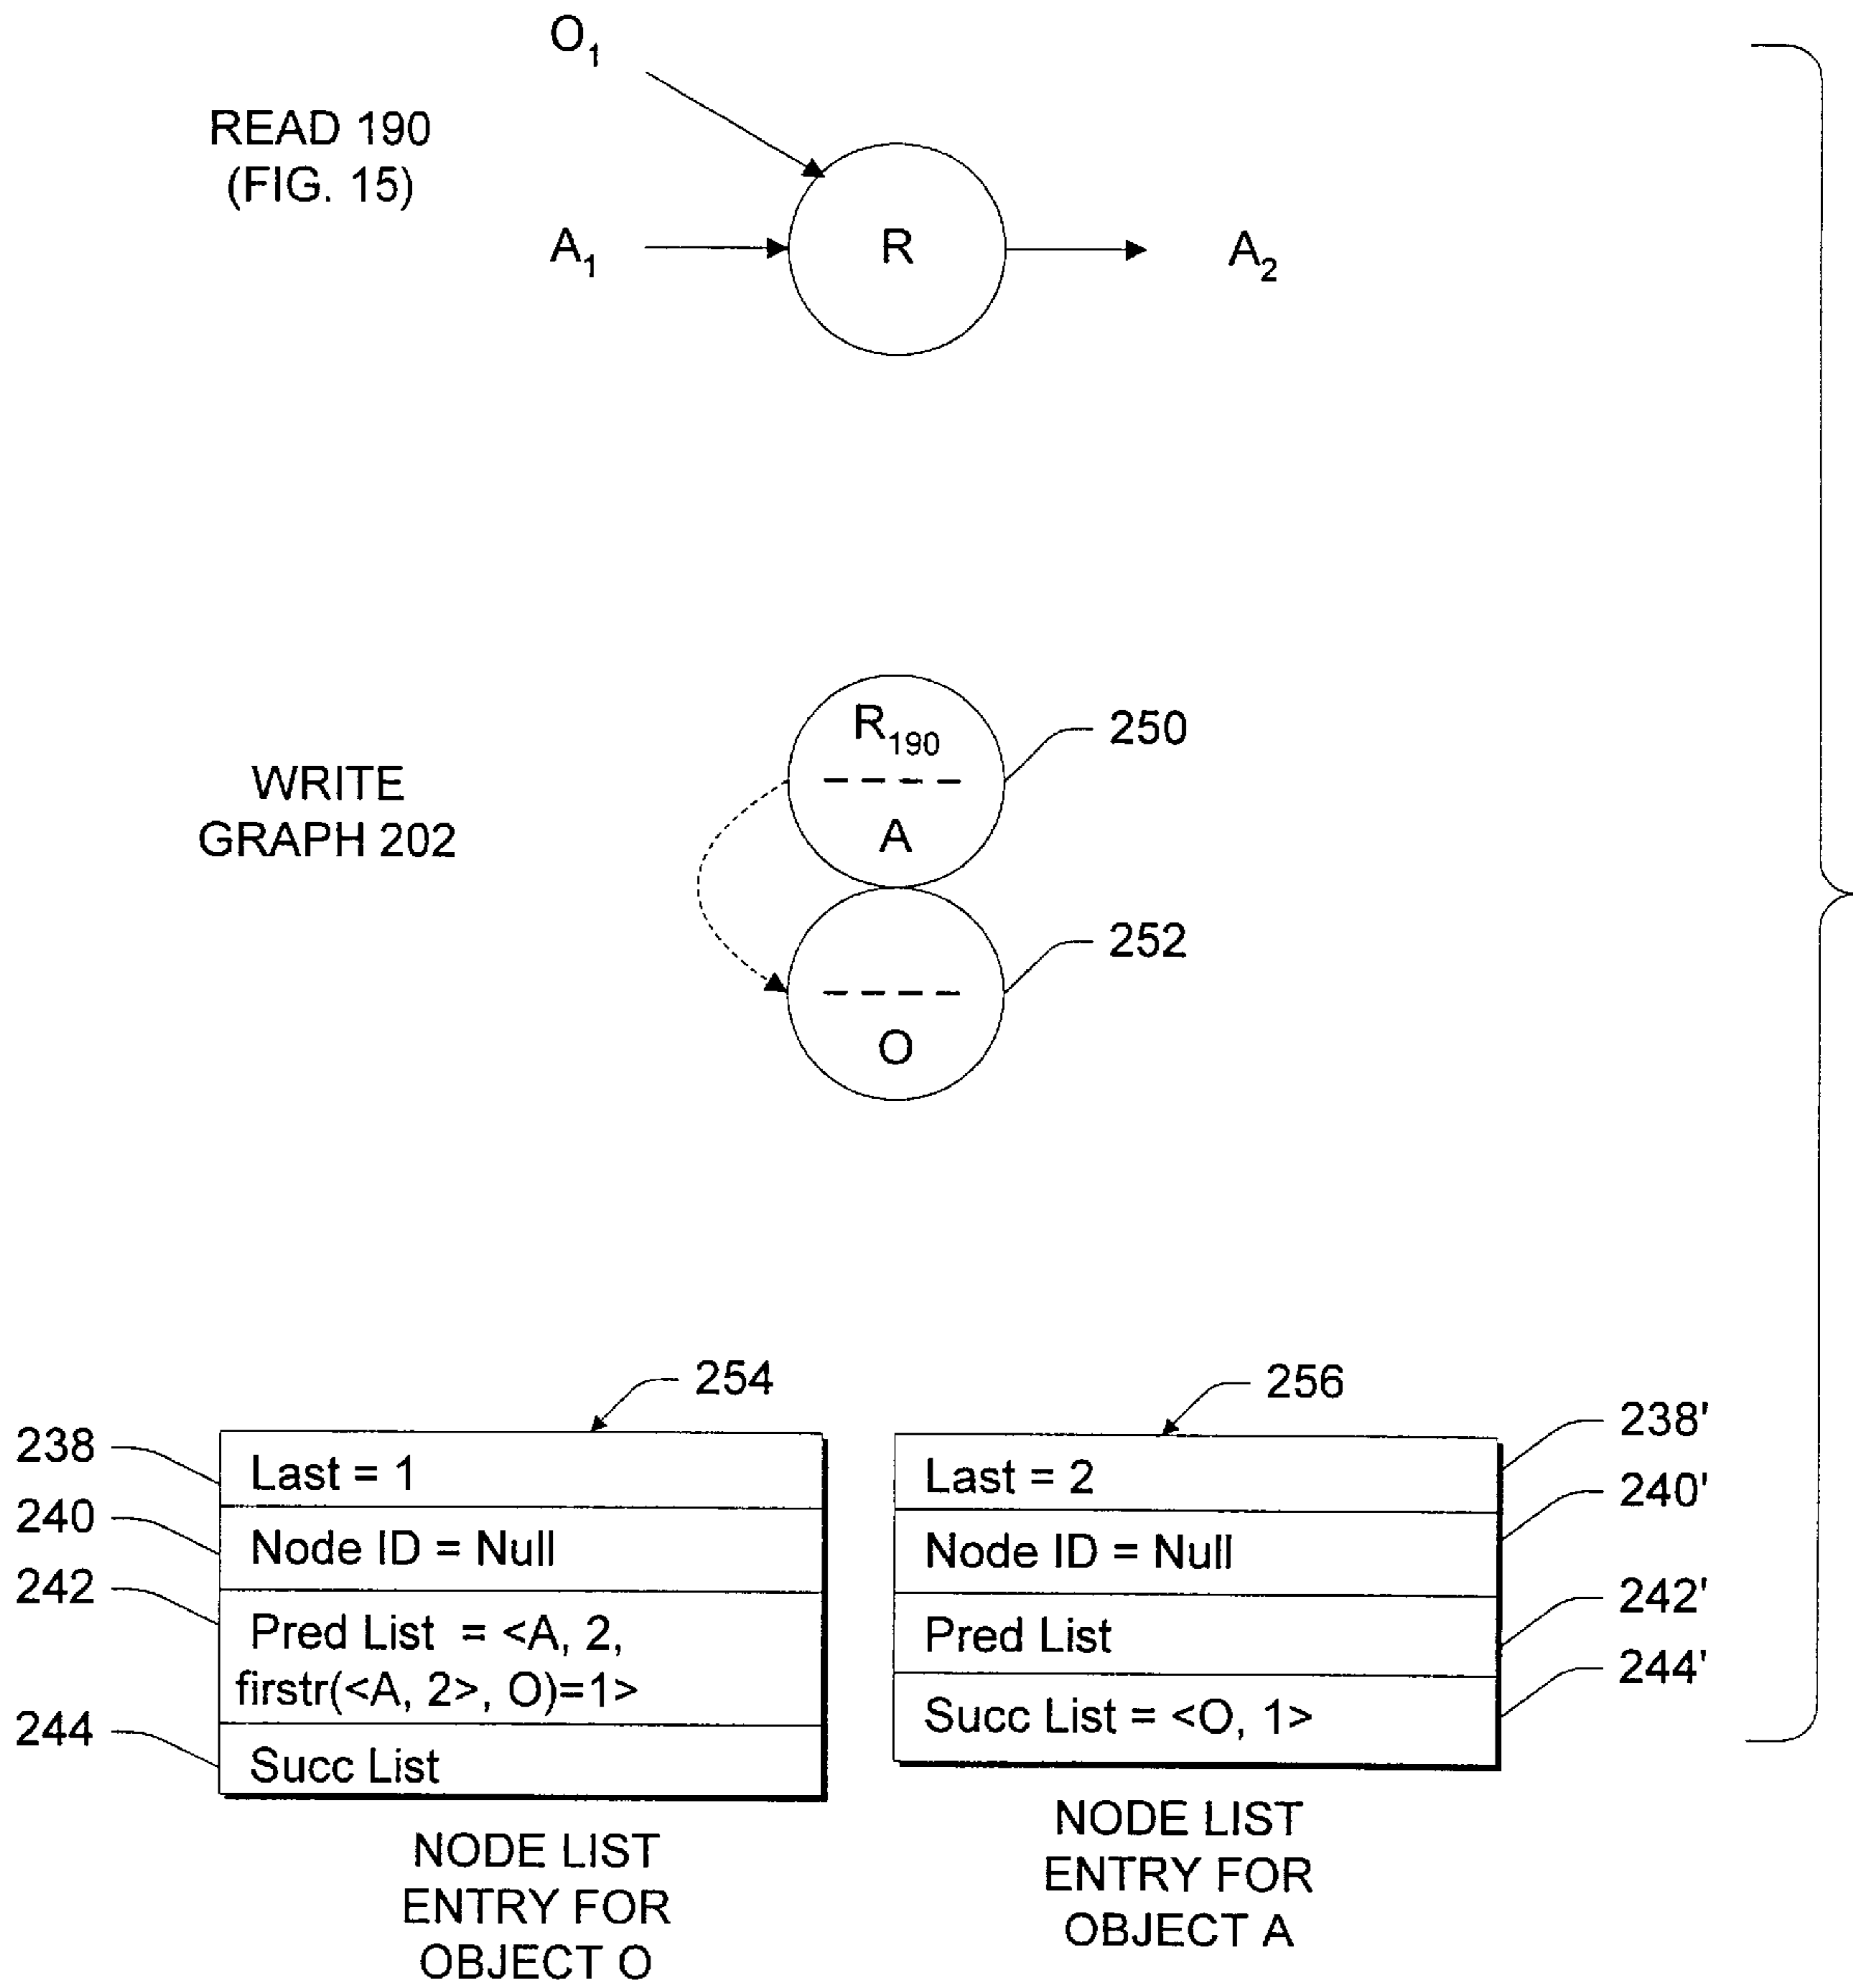 O1
READ 190
(FIG. 15)
A1
R
A2
R190
250
A
WRITE
GRAPH 202
252
O
254
256
238
Last = 1
Last = 2
238'
240
Node ID = Null
Node ID = Null
240'
242
Pred List = <A, 2,
firstr(<A, 2>, O)=1>
Pred List
242'
244
Succ List
Succ List = <O, 1>
244'
NODE LIST
ENTRY FOR
OBJECT O
NODE LIST
ENTRY FOR
OBJECT A